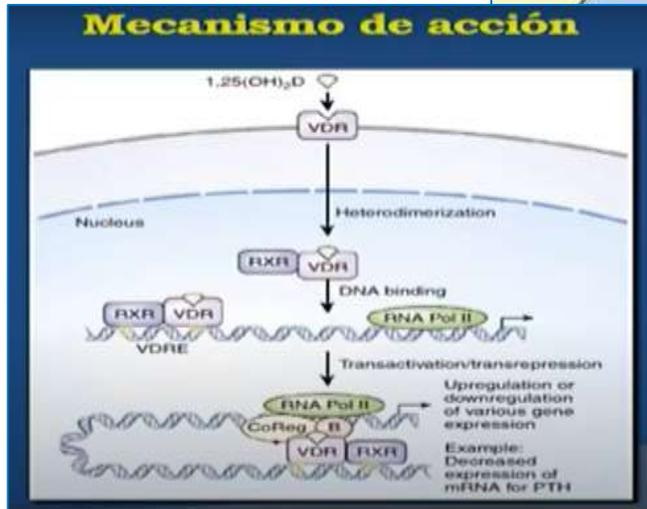 Mecanismo de acción
1.25(OH)₂D
VDR
Nucleus
Heterodimerization
RXR VDR
DNA binding
RXR VDR
RNA Pol II
VDRE
Transactivation/transrepression
RNA Pol II
CoReg B
VDR RXR
Upregulation or
downregulation
of various gene
expression
Example:
Decreased
expression of
mRNA for PTH